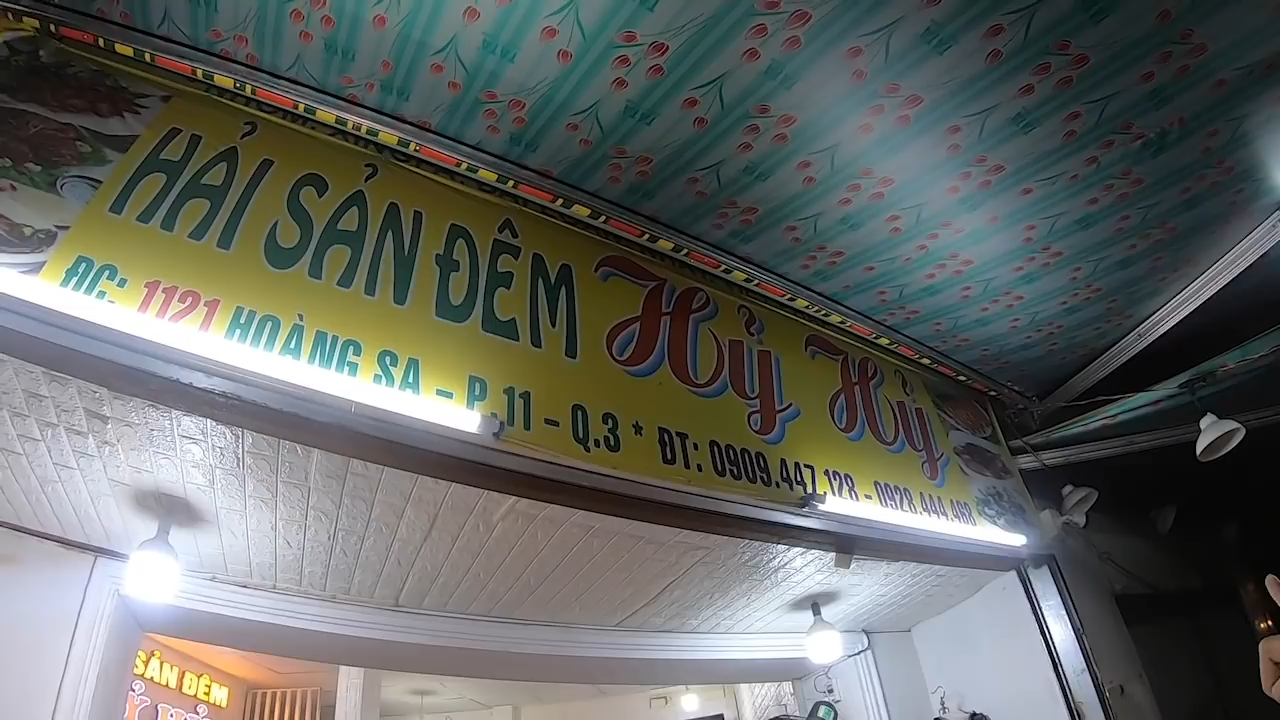 HẢI SẢN ĐÊM Hỷ Hỷ
ĐC: 1121 HOÀNG SA - P.11 - Q.3 * ĐT: 0909.447.128 - 0928.444.468
SẢN ĐÊM